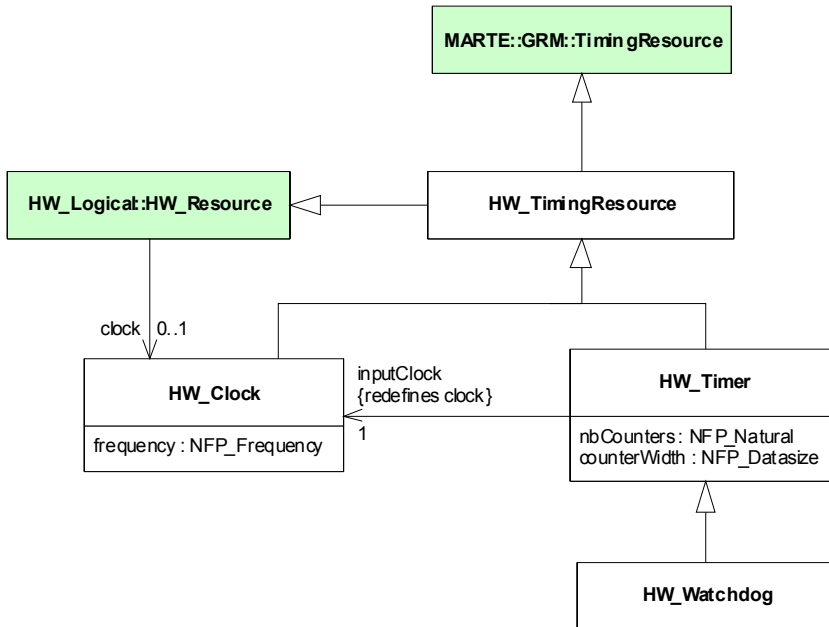 MARTE::GRM::TimingResource
HW_Logical::HW_Resource
HW_TimingResource
clock 0..1
HW_Clock
frequency : NFP_Frequency
inputClock
{redefines clock}
1
HW_Timer
nbCounters : NFP_Natural
counterWidth : NFP_Datasize
HW_Watchdog